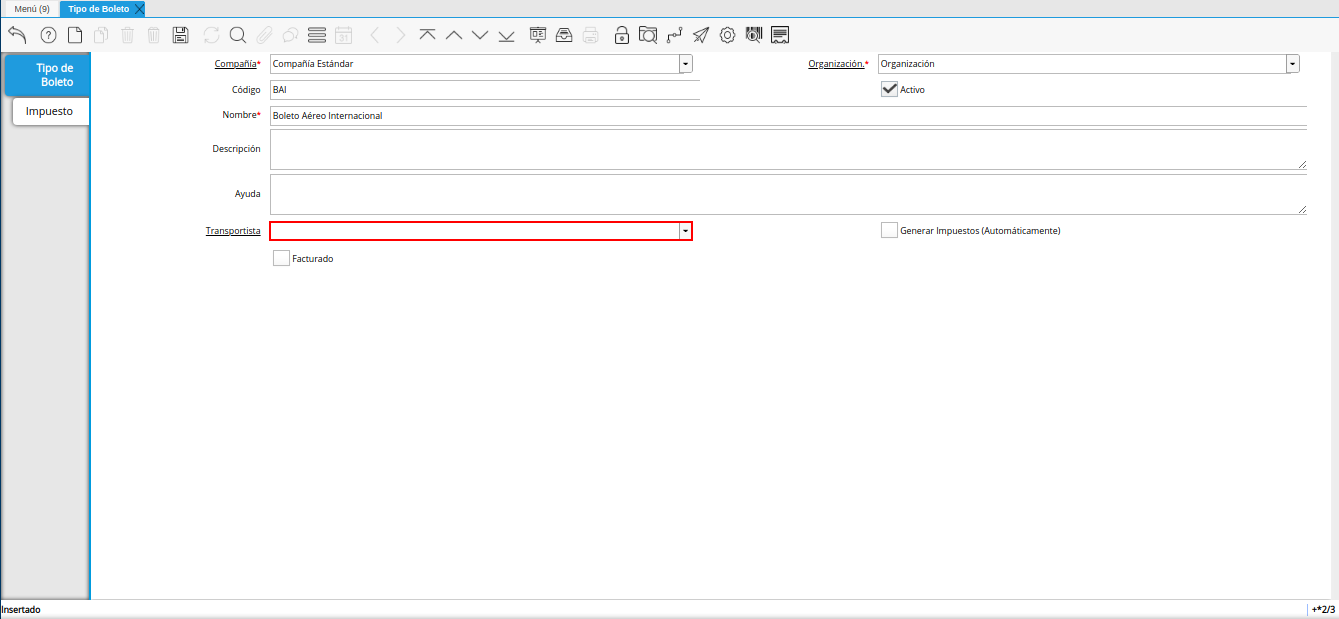 Menú (9)
Tipo de Boleto
31
Tipo de
Boleto
Impuesto
Compañía*
Compañía Estándar
Organización.*
Organización
Código
BAI
Activo
Nombre*
Boleto Aéreo Internacional
Descripción
Ayuda
Transportista
Generar Impuestos (Automáticamente)
Facturado
Insertado
+*2/3